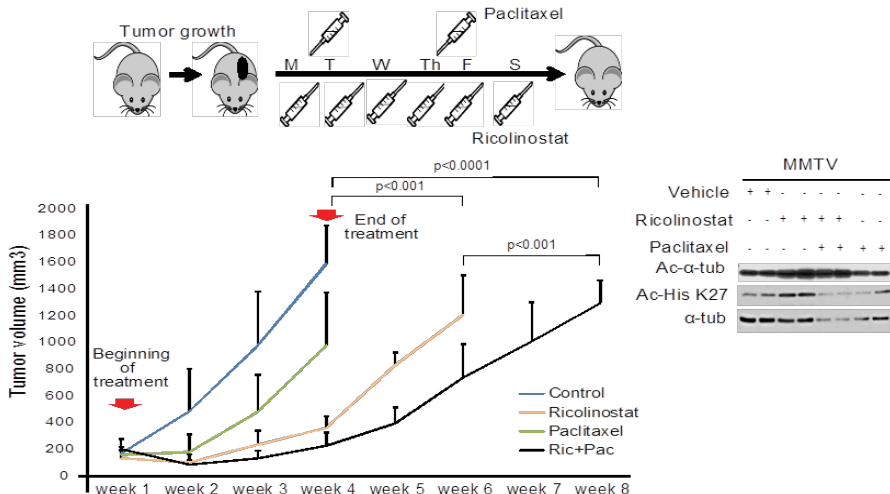 Paclitaxel
Tumor growth
M T W Th F S
Ricolinostat
p<0.0001
p<0.001
p<0.001
End of
treatment
Beginning
of
treatment
Tumor volume (mm3)
2000
1800
1600
1400
1200
1000
800
600
400
200
0
Control
Ricolinostat
Paclitaxel
Ric+Pac
week 1 week 2 week 3 week 4 week 5 week 6 week 7 week 8
MMTV
Vehicle + + - - - - - -
Ricolinostat - - + + + + - -
Paclitaxel - - - - + + + +
Ac-α-tub
Ac-His K27
α-tub